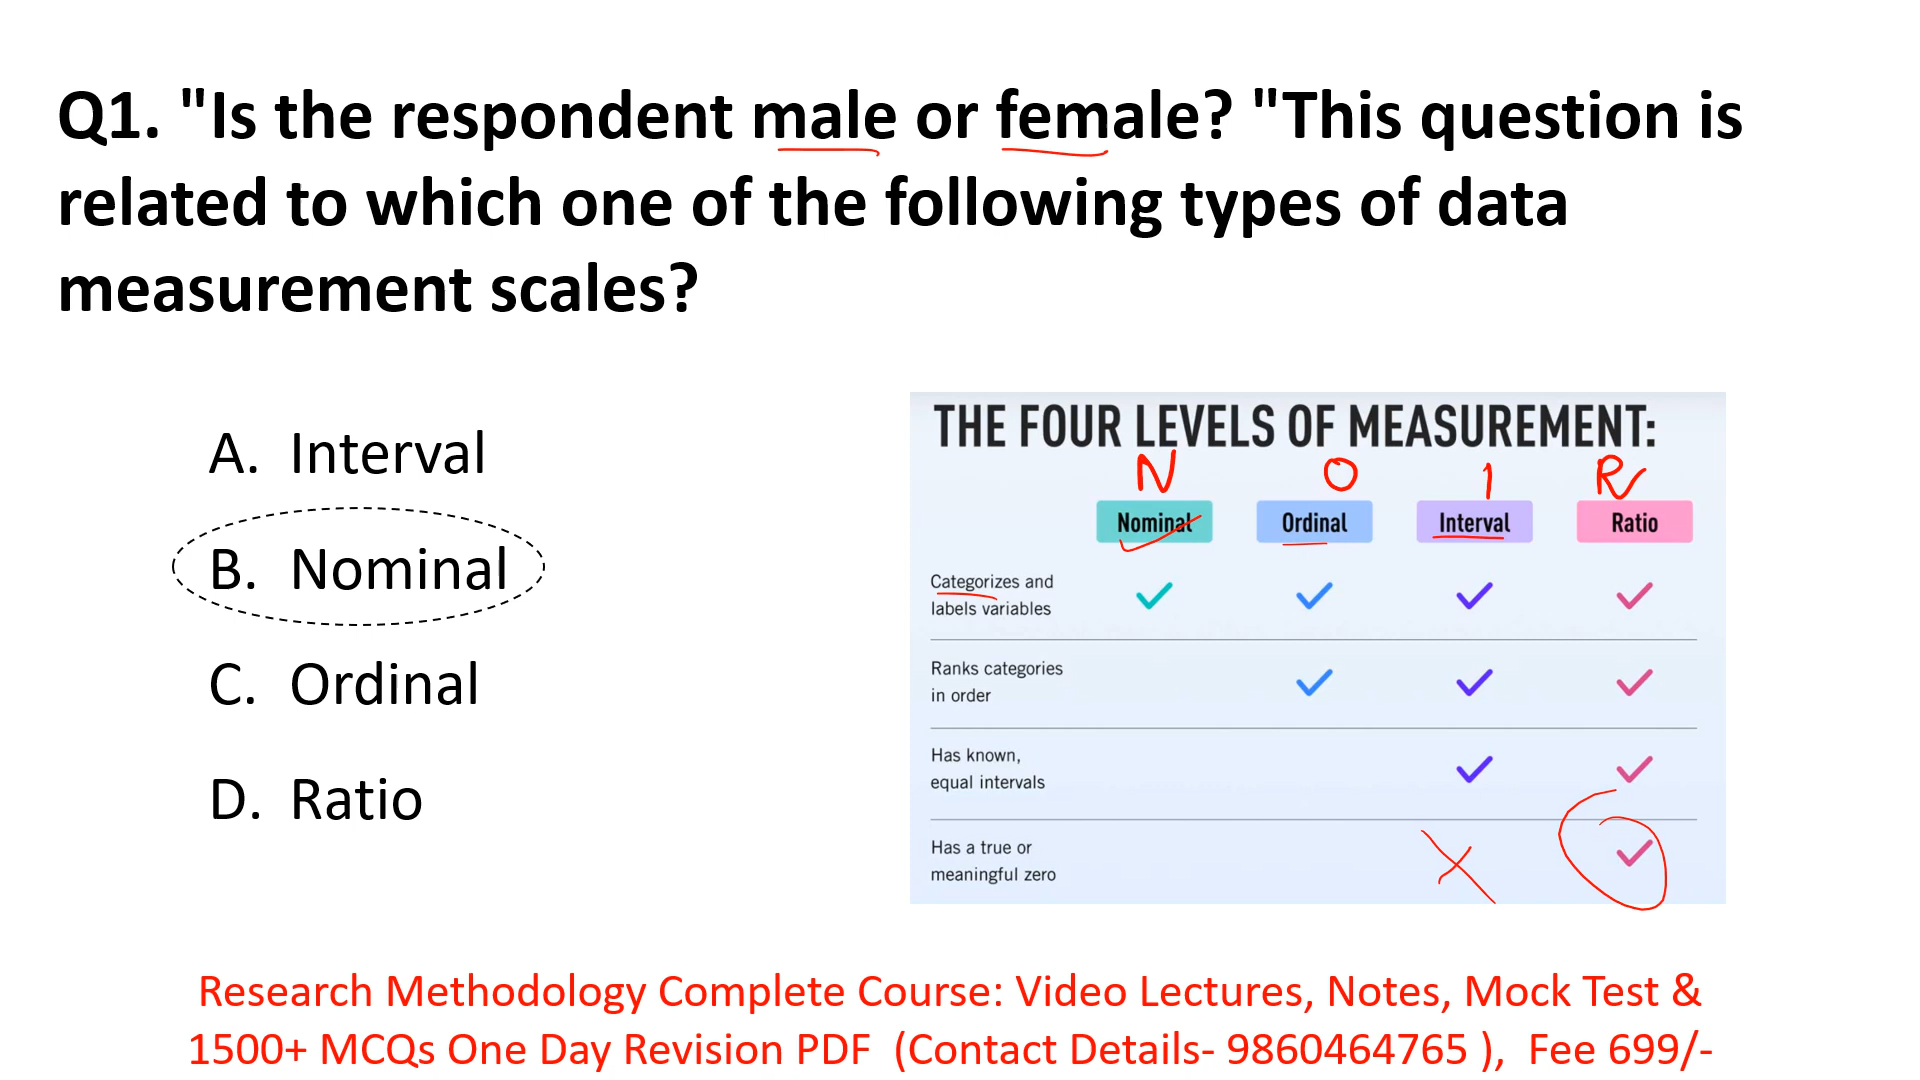 Q1. "Is the respondent male or female? "This question is
related to which one of the following types of data
measurement scales?
A. Interval
B. Nominal
C. Ordinal
D. Ratio
THE FOUR LEVELS OF MEASUREMENT:
N O I R
Nominal Ordinal Interval Ratio
Categorizes and
labels variables
Ranks categories
in order
Has known,
equal intervals
Has a true or
meaningful zero
Research Methodology Complete Course: Video Lectures, Notes, Mock Test &
1500+ MCQs One Day Revision PDF (Contact Details- 9860464765 ), Fee 699/-